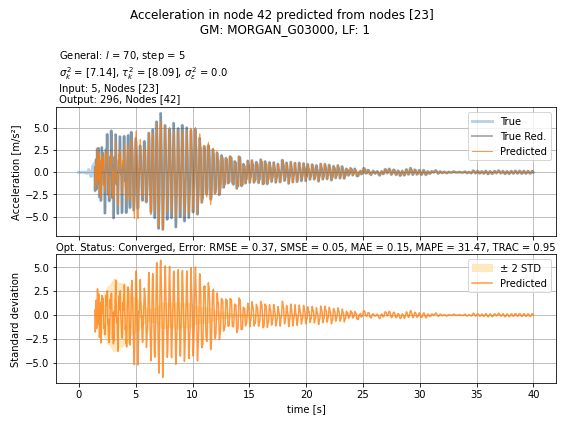 Acceleration in node 42 predicted from nodes [23]
GM: MORGAN_G03000, LF: 1
General: l = 70, step = 5
σ²ₖ = [7.14], τ²ₖ = [8.09], σ²ₑ = 0.0
Input: 5, Nodes [23]
Output: 296, Nodes [42]
True
True Red.
Predicted
Acceleration [m/s²]
5.0
2.5
0.0
−2.5
−5.0
Opt. Status: Converged, Error: RMSE = 0.37, SMSE = 0.05, MAE = 0.15, MAPE = 31.47, TRAC = 0.95
± 2 STD
Predicted
Standard deviation
5.0
2.5
0.0
−2.5
−5.0
0 5 10 15 20 25 30 35 40
time [s]